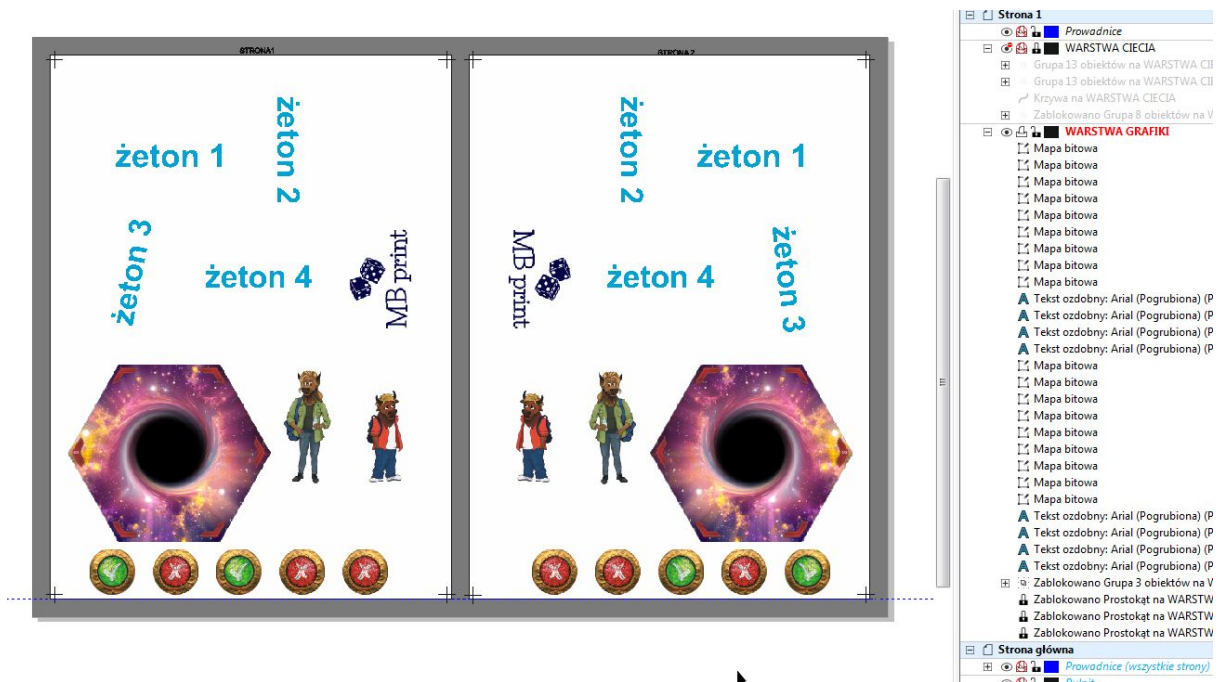 STRONA1
STRONA2
żeton 1
żeton 2
żeton 3
żeton 4
MB print
żeton 2
żeton 1
MB print
żeton 4
żeton 3
Strona 1
Prowadnice
WARSTWA CIECIA
Grupa 13 obiektów na WARSTWA CIE
Grupa 13 obiektów na WARSTWA CIE
Krzywa na WARSTWA CIECIA
Zablokowano Grupa 8 obiektów na W
WARSTWA GRAFIKI
Mapa bitowa
Mapa bitowa
Mapa bitowa
Mapa bitowa
Mapa bitowa
Mapa bitowa
Mapa bitowa
Mapa bitowa
Mapa bitowa
Tekst ozdobny: Arial (Pogrubiona) (P
Tekst ozdobny: Arial (Pogrubiona) (P
Tekst ozdobny: Arial (Pogrubiona) (P
Tekst ozdobny: Arial (Pogrubiona) (P
Mapa bitowa
Mapa bitowa
Mapa bitowa
Mapa bitowa
Mapa bitowa
Mapa bitowa
Mapa bitowa
Mapa bitowa
Mapa bitowa
Tekst ozdobny: Arial (Pogrubiona) (P
Tekst ozdobny: Arial (Pogrubiona) (P
Tekst ozdobny: Arial (Pogrubiona) (P
Tekst ozdobny: Arial (Pogrubiona) (P
Zablokowano Grupa 3 obiektów na W
Zablokowano Prostokąt na WARSTW
Zablokowano Prostokąt na WARSTW
Zablokowano Prostokąt na WARSTW
Strona główna
Prowadnice (wszystkie strony)